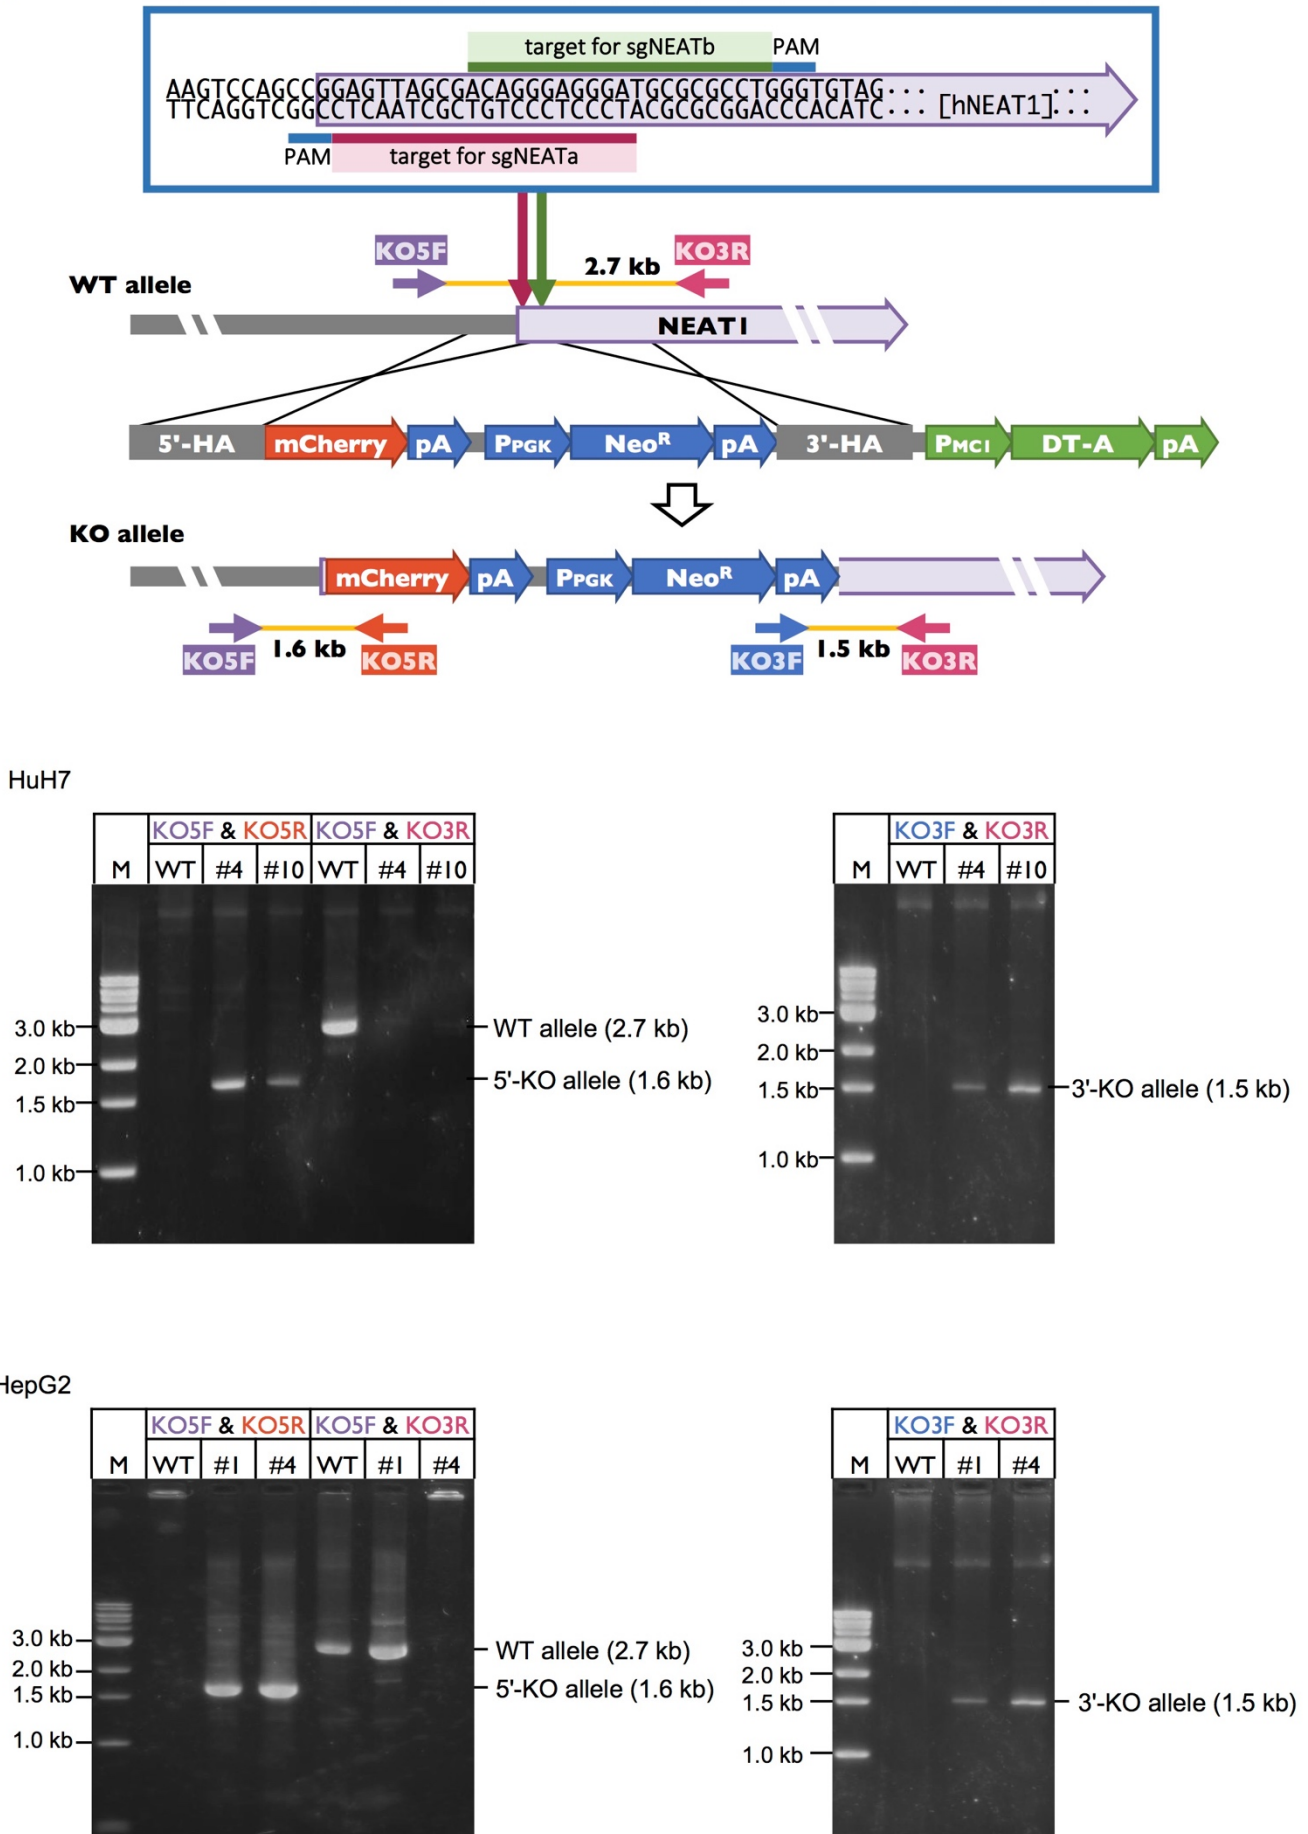 target for sgNEATb PAM
AAGTCCAGCCGGAGTTAGCGACAGGGAGGGATGCGCGCCTGGGTGTAG··· [hNEAT1]···
TTCAGGTCGGCCTCAATCGCTGTCCCTCCCTACGCGCGGACCCACATC···
PAM target for sgNEATa
KO5F 2.7 kb KO3R
WT allele
NEAT1
5'-HA mCherry pA PPGK NeoR pA 3'-HA PMC1 DT-A pA
KO allele
mCherry pA PPGK NeoR pA
KO5F 1.6 kb KO5R KO3F 1.5 kb KO3R
HuH7
KO5F & KO5R KO5F & KO3R
M WT #4 #10 WT #4 #10
3.0 kb
2.0 kb
1.5 kb
1.0 kb
WT allele (2.7 kb)
5'-KO allele (1.6 kb)
KO3F & KO3R
M WT #4 #10
3.0 kb
2.0 kb
1.5 kb
1.0 kb
3'-KO allele (1.5 kb)
HepG2
KO5F & KO5R KO5F & KO3R
M WT #1 #4 WT #1 #4
3.0 kb
2.0 kb
1.5 kb
1.0 kb
WT allele (2.7 kb)
5'-KO allele (1.6 kb)
KO3F & KO3R
M WT #1 #4
3.0 kb
2.0 kb
1.5 kb
1.0 kb
3'-KO allele (1.5 kb)